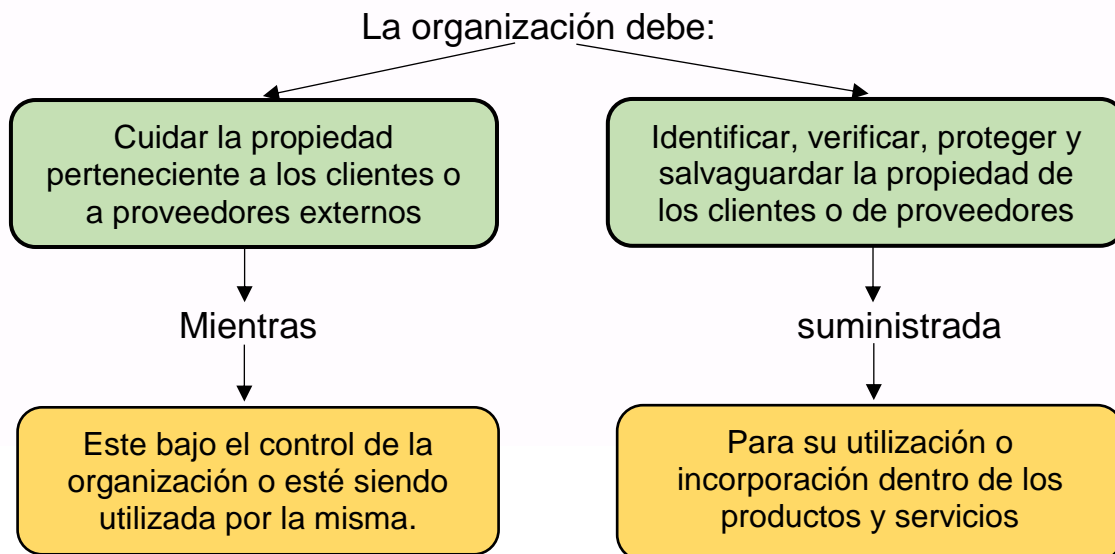 La organización debe:
Cuidar la propiedad
perteneciente a los clientes o
a proveedores externos
Mientras
Este bajo el control de la
organización o esté siendo
utilizada por la misma.
Identificar, verificar, proteger y
salvaguardar la propiedad de
los clientes o de proveedores
suministrada
Para su utilización o
incorporación dentro de los
productos y servicios